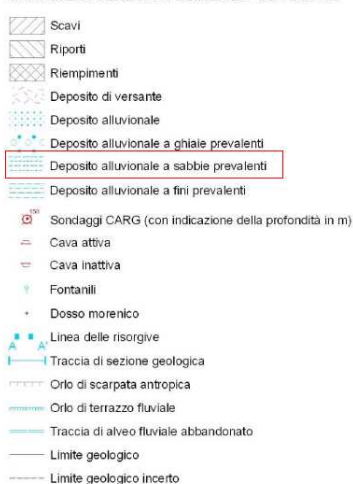 Scavi
Riporti
Riempimenti
Deposito di versante
Deposito alluvionale
Deposito alluvionale a ghiaie prevalenti
Deposito alluvionale a sabbie prevalenti
Deposito alluvionale a fini prevalenti
150
Sondaggi CARG (con indicazione della profondità in m)
Cava attiva
Cava inattiva
Fontanili
Dosso morenico
Linea delle risorgive
A A'
Traccia di sezione geologica
Orlo di scarpata antropica
Orlo di terrazzo fluviale
Traccia di alveo fluviale abbandonato
Limite geologico
Limite geologico incerto